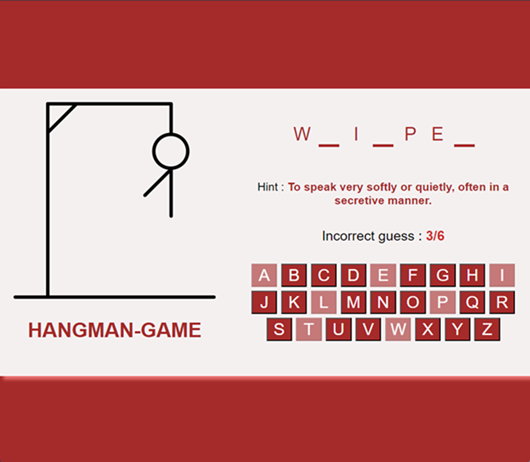 W _ I _ P E _
Hint : To speak very softly or quietly, often in a
secretive manner.
Incorrect guess : 3/6
A B C D E F G H I
J K L M N O P Q R
S T U V W X Y Z
HANGMAN-GAME